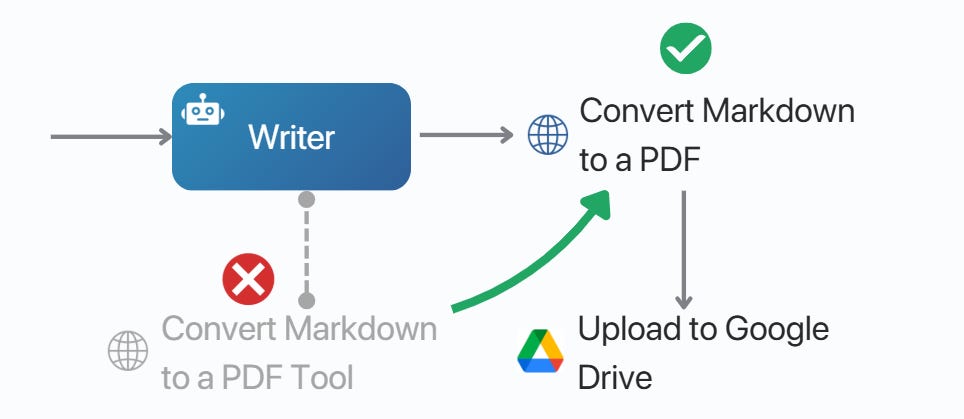 Writer
Convert Markdown
to a PDF
Convert Markdown
to a PDF Tool
Upload to Google
Drive